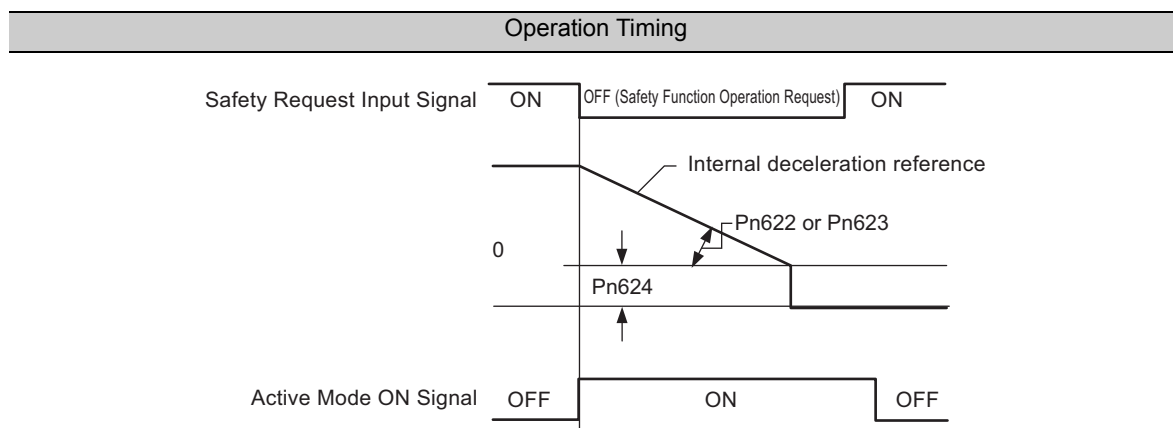 Operation Timing
Safety Request Input Signal ON OFF (Safety Function Operation Request) ON
Internal deceleration reference
Pn622 or Pn623
0
Pn624
Active Mode ON Signal OFF ON OFF